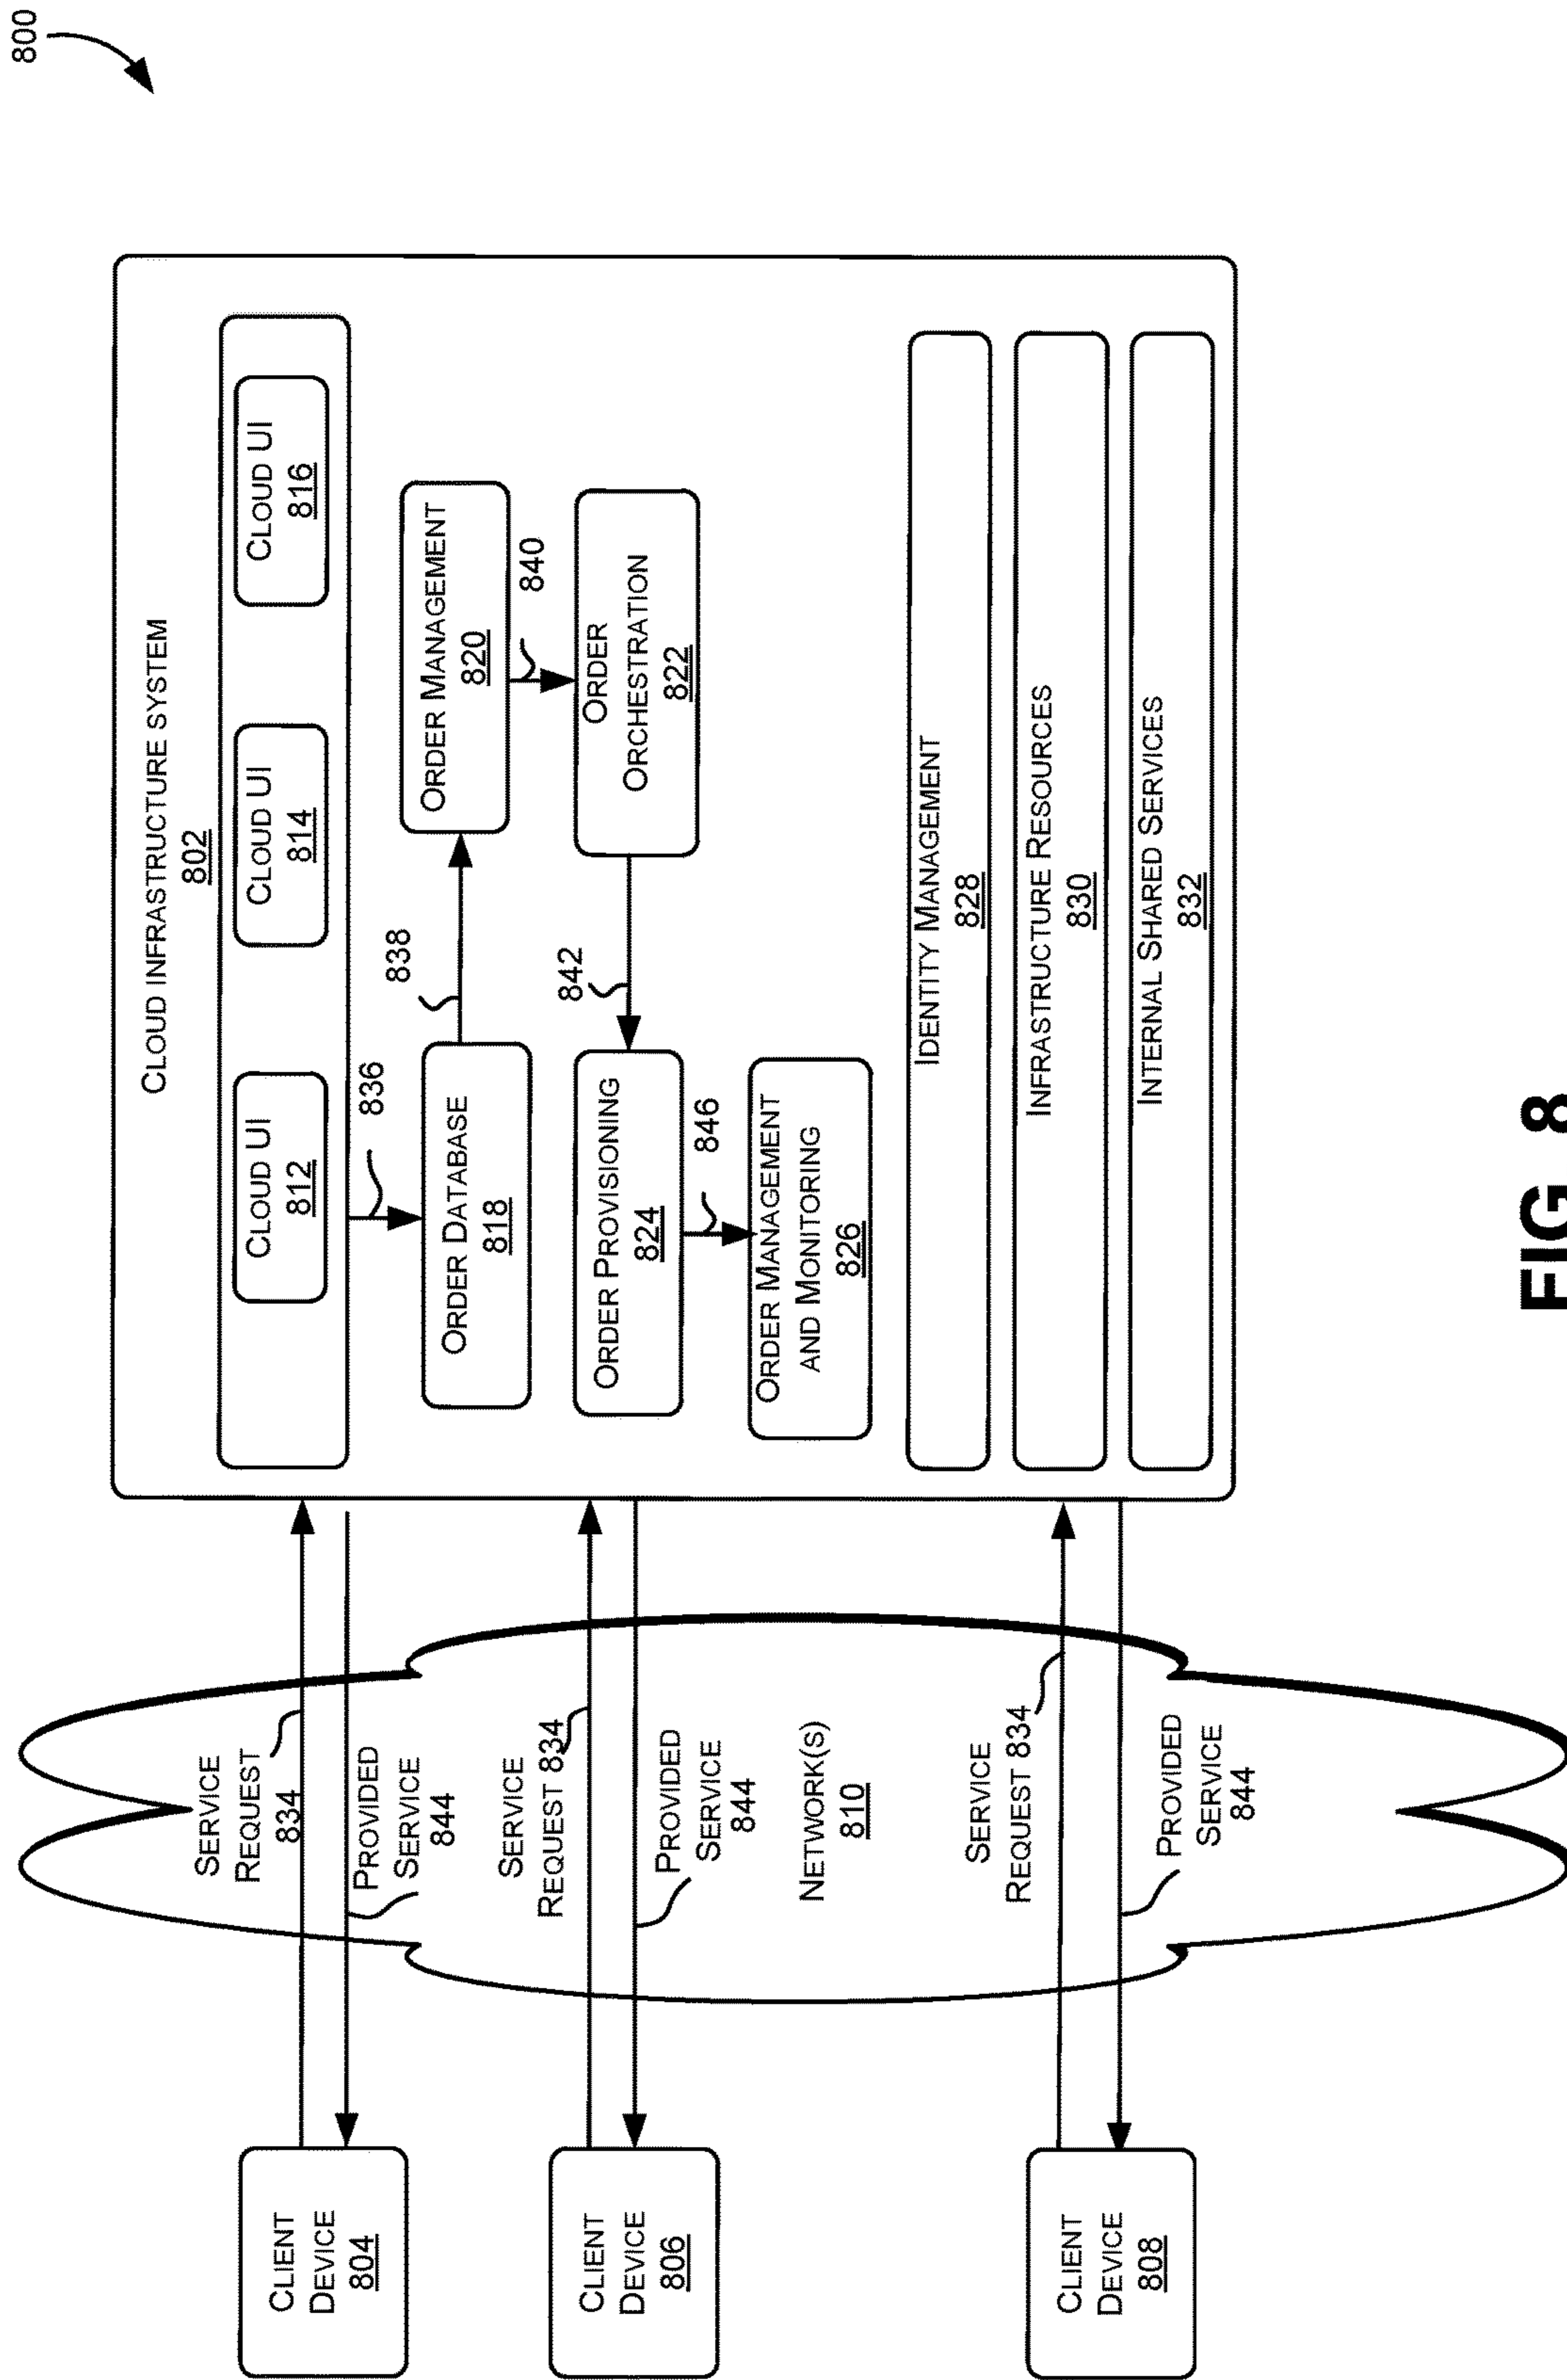 800
CLOUD INFRASTRUCTURE SYSTEM
802
CLOUD UI
812
CLOUD UI
814
CLOUD UI
816
836
ORDER DATABASE
818
838
ORDER MANAGEMENT
820
840
ORDER
ORCHESTRATION
822
842
ORDER PROVISIONING
824
846
ORDER MANAGEMENT
AND MONITORING
826
IDENTITY MANAGEMENT
828
INFRASTRUCTURE RESOURCES
830
INTERNAL SHARED SERVICES
832
SERVICE
REQUEST
834
PROVIDED
SERVICE
844
SERVICE
REQUEST 834
PROVIDED
SERVICE
844
NETWORK(S)
810
SERVICE
REQUEST 834
PROVIDED
SERVICE
844
CLIENT
DEVICE
804
CLIENT
DEVICE
806
CLIENT
DEVICE
808
FIG. 8